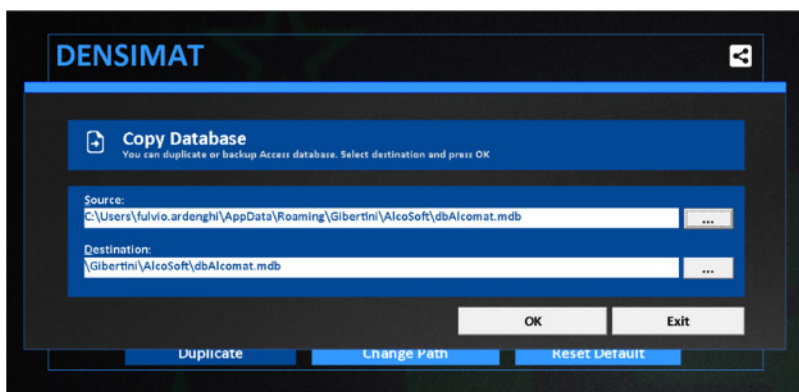 DENSIMAT
Copy Database
You can duplicate or backup Access database. Select destination and press OK
Source:
C:\Users\fulvio.ardenghi\AppData\Roaming\Gibertini\AlcoSoft\dbAlcomat.mdb
...
Destination:
\Gibertini\AlcoSoft\dbAlcomat.mdb
...
OK Exit
Duplicate Change Path Reset Default